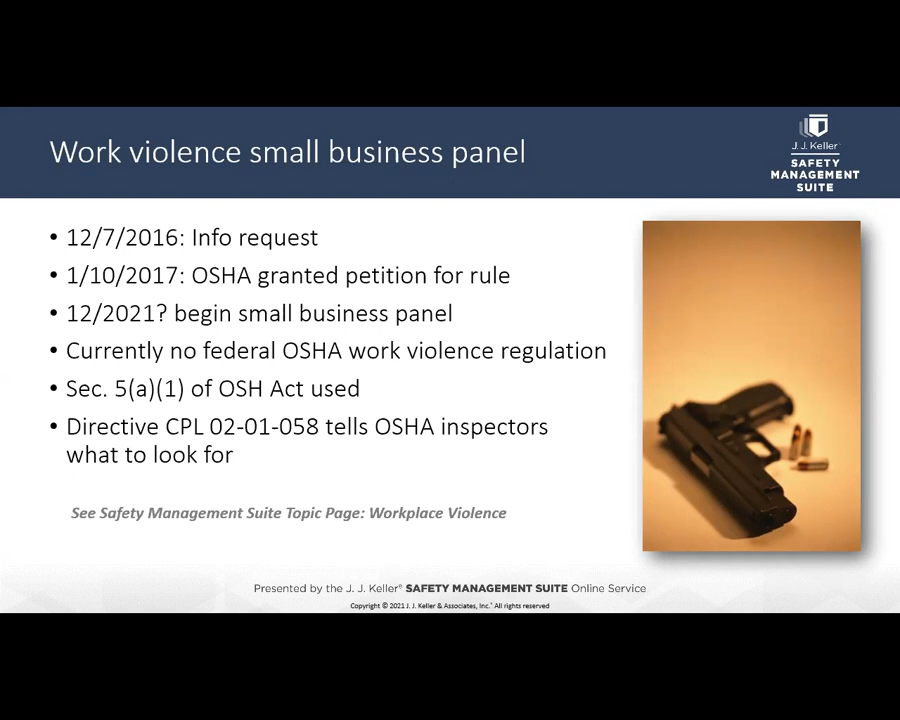 Work violence small business panel
J. J. Keller
SAFETY
MANAGEMENT
SUITE
• 12/7/2016: Info request
• 1/10/2017: OSHA granted petition for rule
• 12/2021? begin small business panel
• Currently no federal OSHA work violence regulation
• Sec. 5(a)(1) of OSH Act used
• Directive CPL 02-01-058 tells OSHA inspectors
what to look for
See Safety Management Suite Topic Page: Workplace Violence
Presented by the J. J. Keller® SAFETY MANAGEMENT SUITE Online Service
Copyright © 2021 J. J. Keller & Associates, Inc.® All rights reserved